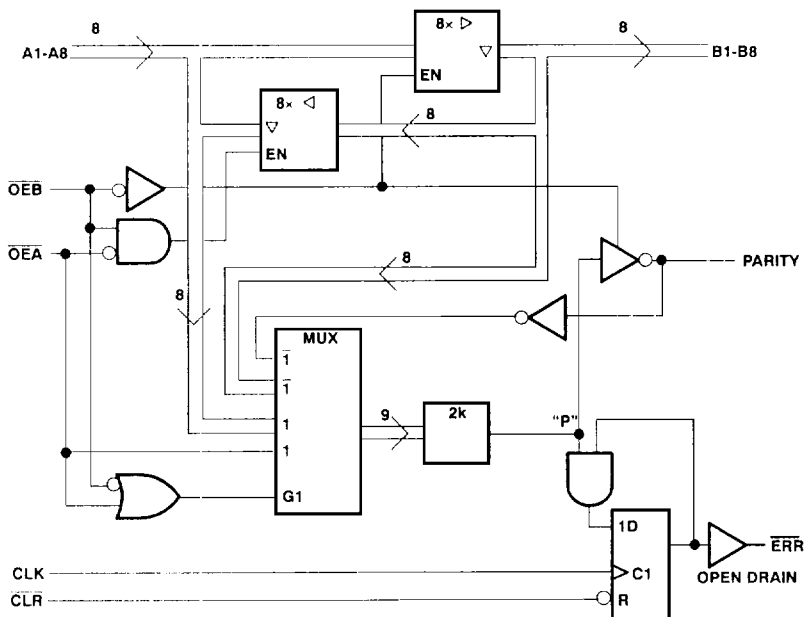 8
8× ▷
8
A1-A8
▽
B1-B8
EN
8× ◁
8
▽
EN
OEB
OEA
8
PARITY
8
MUX
1
1
9
2k
"P"
1
1
G1
1D
ERR
CLK
C1
OPEN DRAIN
CLR
R